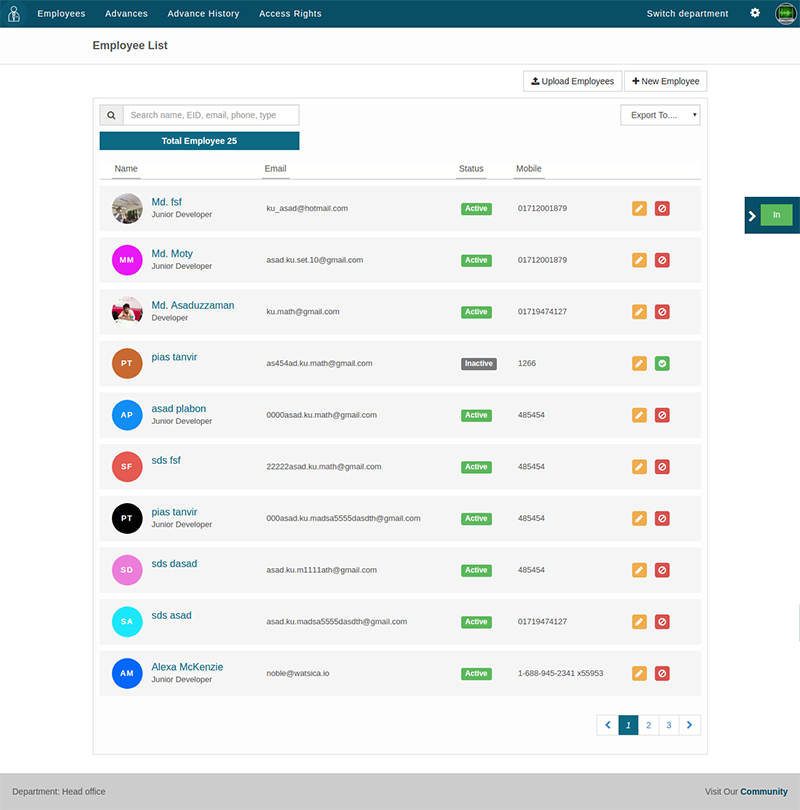 Employees Advances Advance History Access Rights Switch department
Employee List
Upload Employees New Employee
Search name, EID, email, phone, type Export To....
Total Employee 25
Name Email Status Mobile
Md. fsf
Junior Developer
ku_asad@hotmail.com Active 01712001879
In
MM
Md. Moty
Junior Developer
asad.ku.set.10@gmail.com Active 01712001879
Md. Asaduzzaman
Developer
ku.math@gmail.com Active 01719474127
PT
pias tanvir
as454ad.ku.math@gmail.com Inactive 1266
AP
asad plabon
Junior Developer
0000asad.ku.math@gmail.com Active 485454
SF
sds fsf
22222asad.ku.math@gmail.com Active 485454
PT
pias tanvir
Junior Developer
000asad.ku.madsa5555dasdth@gmail.com Active 485454
SD
sds dasad
asad.ku.m1111ath@gmail.com Active 485454
SA
sds asad
asad.ku.madsa5555dasdth@gmail.com Active 01719474127
AM
Alexa McKenzie
Junior Developer
noble@watsica.io Active 1-688-945-2341 x55953
1 2 3
Department: Head office Visit Our Community